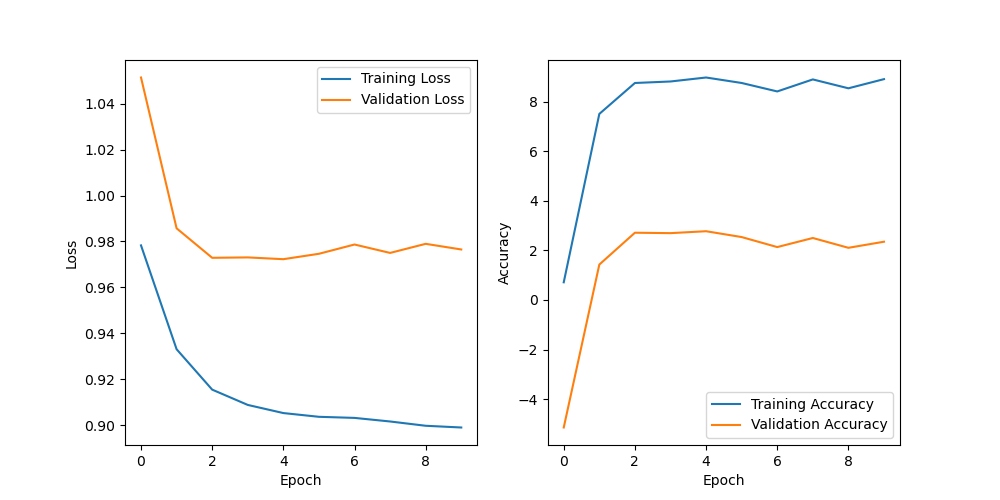 Training Loss
Validation Loss
1.04
1.02
1.00
0.98
0.96
0.94
0.92
0.90
Loss
0 2 4 6 8
Epoch
8
6
4
2
0
−2
−4
Accuracy
Training Accuracy
Validation Accuracy
0 2 4 6 8
Epoch